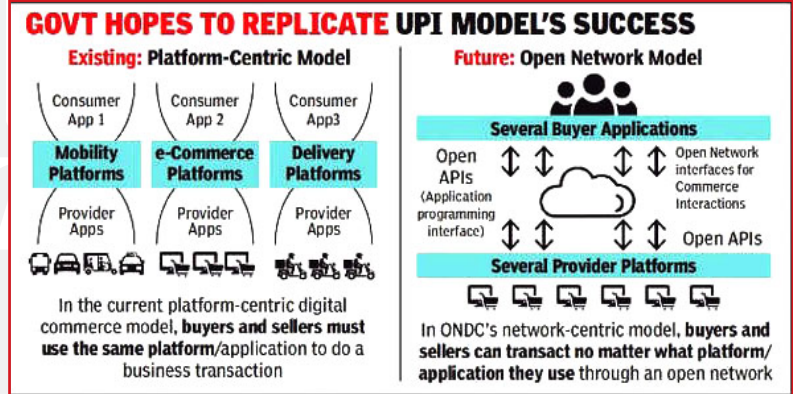 GOVT HOPES TO REPLICATE UPI MODEL'S SUCCESS
Existing: Platform-Centric Model
Consumer
App 1
Consumer
App 2
Consumer
App3
Mobility
Platforms
e-Commerce
Platforms
Delivery
Platforms
Provider
Apps
Provider
Apps
Provider
Apps
In the current platform-centric digital
commerce model, buyers and sellers must
use the same platform/application to do a
business transaction
Future: Open Network Model
Several Buyer Applications
Open
APIs
(Application
programming
interface)
Open Network
interfaces for
Commerce
Interactions
Open APIs
Several Provider Platforms
In ONDC's network-centric model, buyers and
sellers can transact no matter what platform/
application they use through an open network